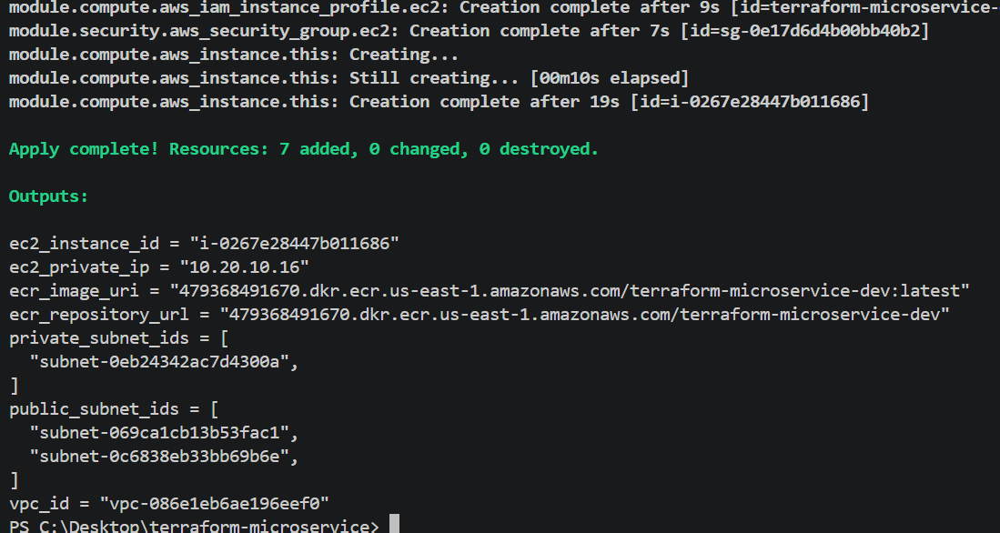 module.compute.aws_iam_instance_profile.ec2: Creation complete after 9s [id=terraform-microservice-
module.security.aws_security_group.ec2: Creation complete after 7s [id=sg-0e17d6d4b00bb40b2]
module.compute.aws_instance.this: Creating...
module.compute.aws_instance.this: Still creating... [00m10s elapsed]
module.compute.aws_instance.this: Creation complete after 19s [id=i-0267e28447b011686]
Apply complete! Resources: 7 added, 0 changed, 0 destroyed.
Outputs:
ec2_instance_id = "i-0267e28447b011686"
ec2_private_ip = "10.20.10.16"
ecr_image_uri = "479368491670.dkr.ecr.us-east-1.amazonaws.com/terraform-microservice-dev:latest"
ecr_repository_url = "479368491670.dkr.ecr.us-east-1.amazonaws.com/terraform-microservice-dev"
private_subnet_ids = [
  "subnet-0eb24342ac7d4300a",
]
public_subnet_ids = [
  "subnet-069ca1cb13b53fac1",
  "subnet-0c6838eb33bb69b6e",
]
vpc_id = "vpc-086e1eb6ae196eef0"
PS C:\Desktop\terraform-microservice>